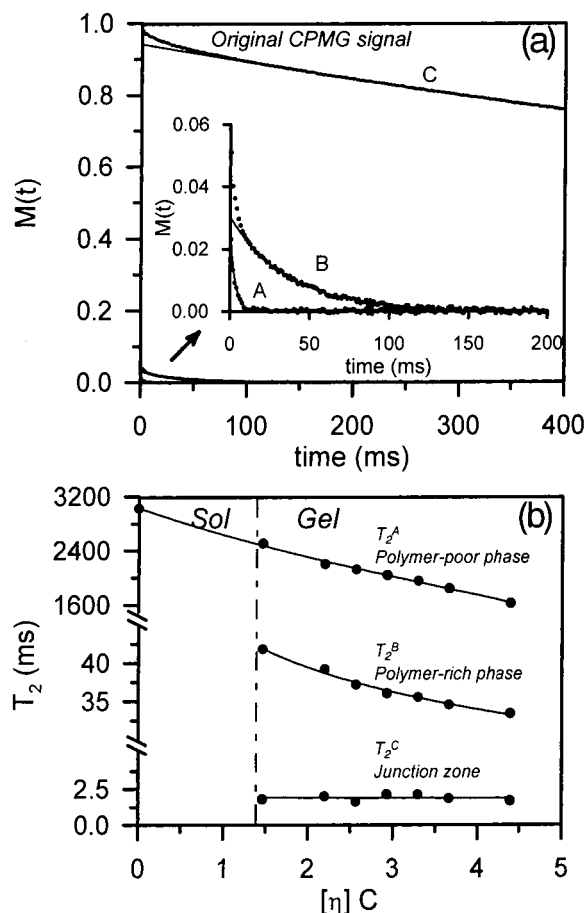 (a)
Original CPMG signal
C
M(t)
1.0
0.8
0.6
0.4
0.2
0.0
0.06
0.04
0.02
0.00
M(t)
A
B
0 50 100 150 200
time (ms)
0 100 200 300 400
time (ms)
(b)
Sol Gel
T₂ᴬ
Polymer-poor phase
T₂ᴮ
Polymer-rich phase
T₂ꟲ
Junction zone
T₂ (ms)
3200
2400
1600
40
35
2.5
0.0
0 1 2 3 4 5
[η] C